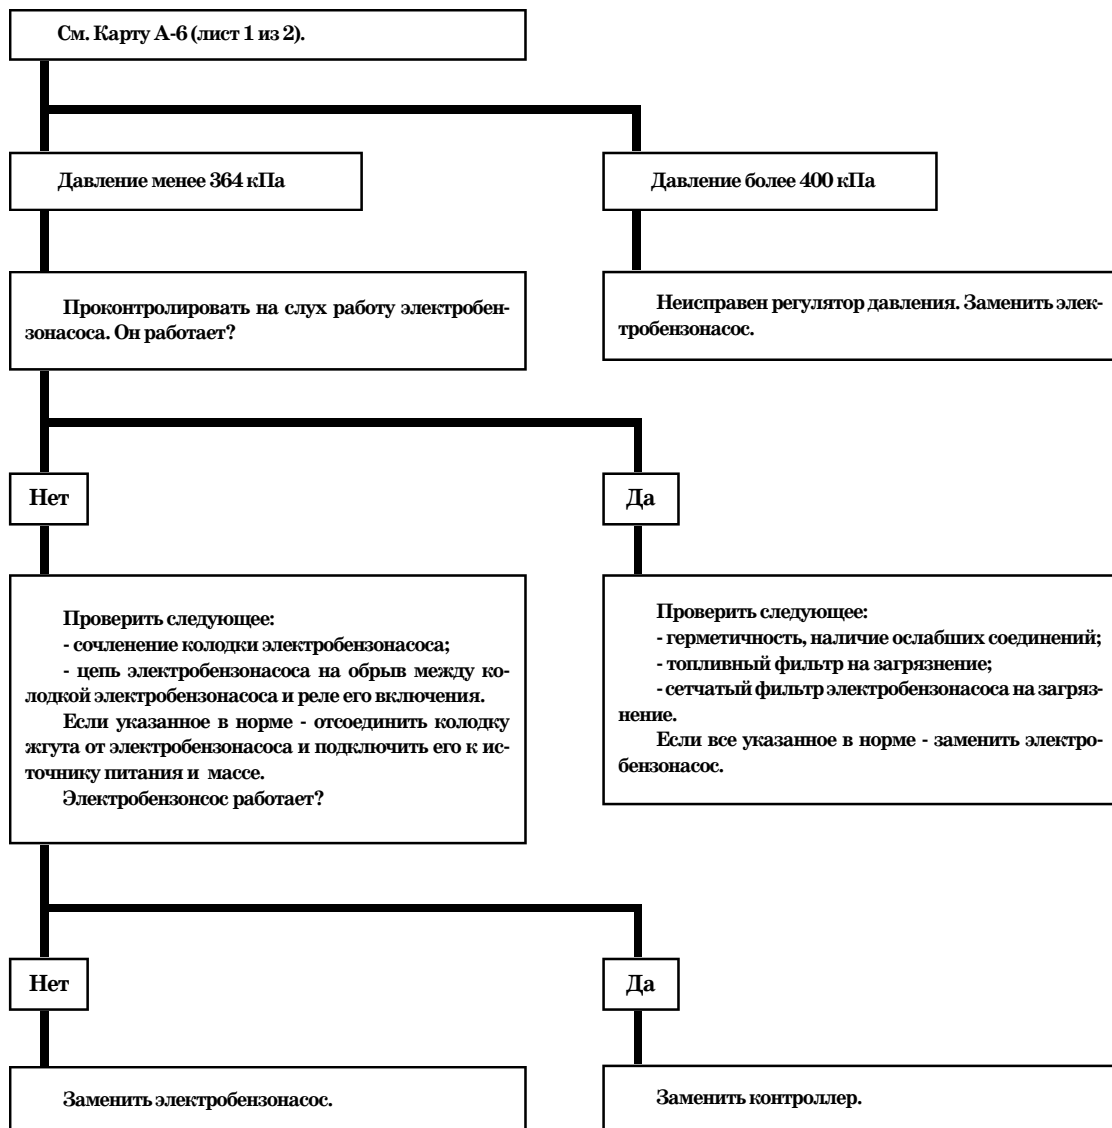 См. Карту А-6 (лист 1 из 2).
Давление менее 364 кПа
Давление более 400 кПа
Проконтролировать на слух работу электробен-
зонасоса. Он работает?
Неисправен регулятор давления. Заменить элек-
тробензонасос.
Нет
Да
Проверить следующее:
- сочленение колодки электробензонасоса;
- цепь электробензонасоса на обрыв между ко-
лодкой электробензонасоса и реле его включения.
Если указанное в норме - отсоединить колодку
жгута от электробензонасоса и подключить его к ис-
точнику питания и массе.
Электробензонсос работает?
Проверить следующее:
- герметичность, наличие ослабших соединений;
- топливный фильтр на загрязнение;
- сетчатый фильтр электробензонасоса на загряз-
нение.
Если все указанное в норме - заменить электро-
бензонасос.
Нет
Да
Заменить электробензонасос.
Заменить контроллер.